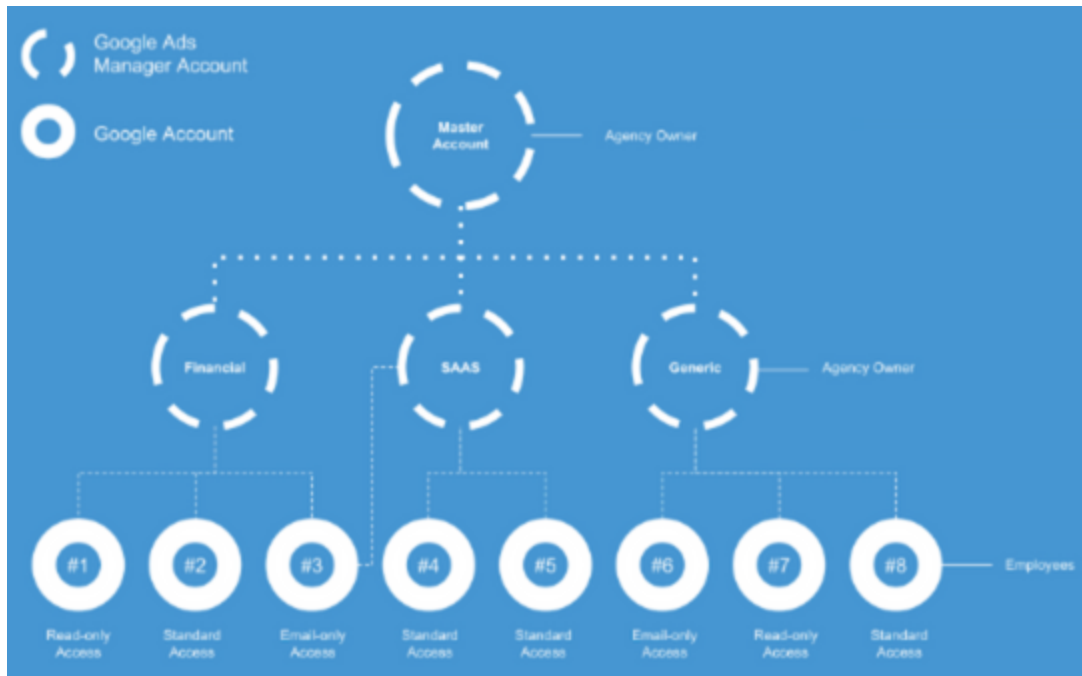 Google Ads
Manager Account
Google Account
Master
Account
Agency Owner
Financial
SAAS
Generic
Agency Owner
#1
#2
#3
#4
#5
#6
#7
#8
Employees
Read-only
Access
Standard
Access
Email-only
Access
Standard
Access
Standard
Access
Email-only
Access
Read-only
Access
Standard
Access